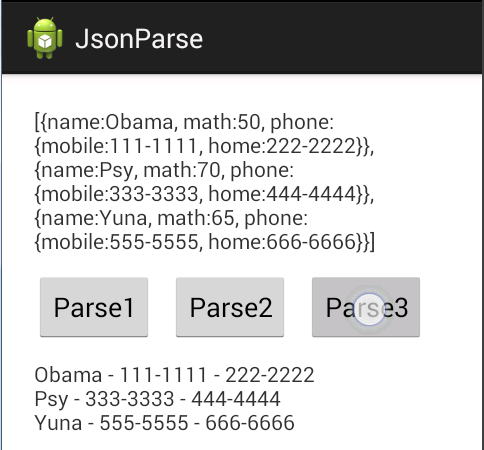 JsonParse
[{name:Obama, math:50, phone:
{mobile:111-1111, home:222-2222}},
{name:Psy, math:70, phone:
{mobile:333-3333, home:444-4444}},
{name:Yuna, math:65, phone:
{mobile:555-5555, home:666-6666}}]
Parse1 Parse2 Parse3
Obama - 111-1111 - 222-2222
Psy - 333-3333 - 444-4444
Yuna - 555-5555 - 666-6666